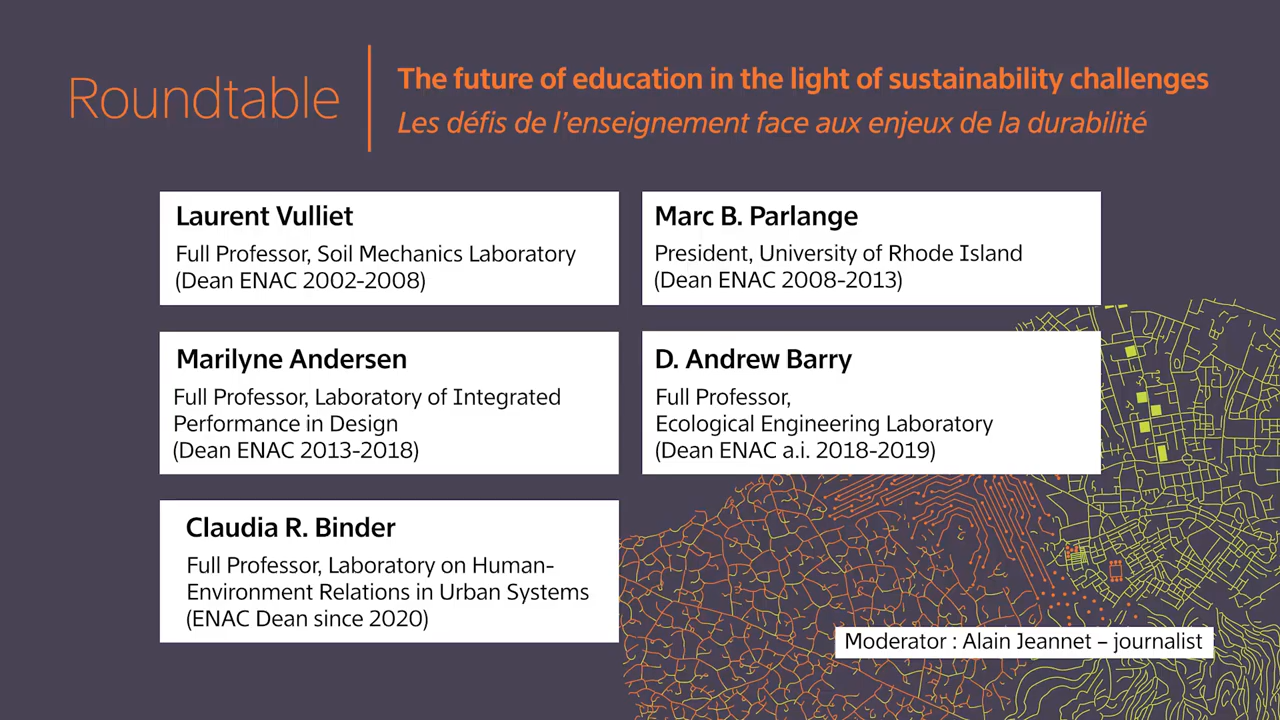 Roundtable
The future of education in the light of sustainability challenges
Les défis de l'enseignement face aux enjeux de la durabilité
Laurent Vulliet
Full Professor, Soil Mechanics Laboratory
(Dean ENAC 2002-2008)
Marc B. Parlange
President, University of Rhode Island
(Dean ENAC 2008-2013)
Marilyne Andersen
Full Professor, Laboratory of Integrated
Performance in Design
(Dean ENAC 2013-2018)
D. Andrew Barry
Full Professor,
Ecological Engineering Laboratory
(Dean ENAC a.i. 2018-2019)
Claudia R. Binder
Full Professor, Laboratory on Human-
Environment Relations in Urban Systems
(ENAC Dean since 2020)
Moderator : Alain Jeannet – journalist